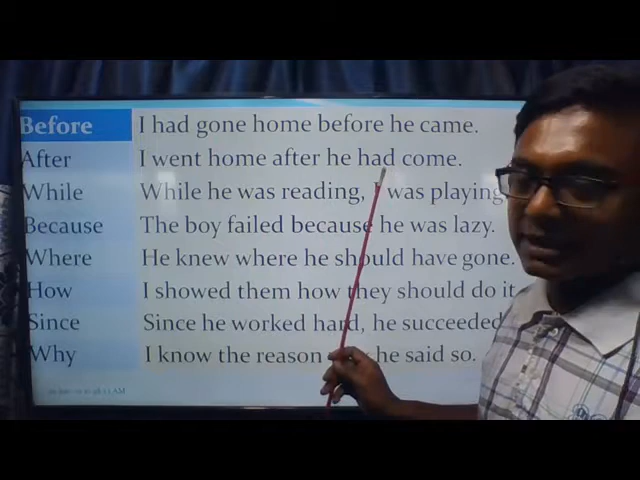 Before I had gone home before he came.
After I went home after he had come.
While While he was reading, I was playing.
Because The boy failed because he was lazy.
Where He knew where he should have gone.
How I showed them how they should do it
Since Since he worked hard, he succeeded
Why I know the reason he said so.